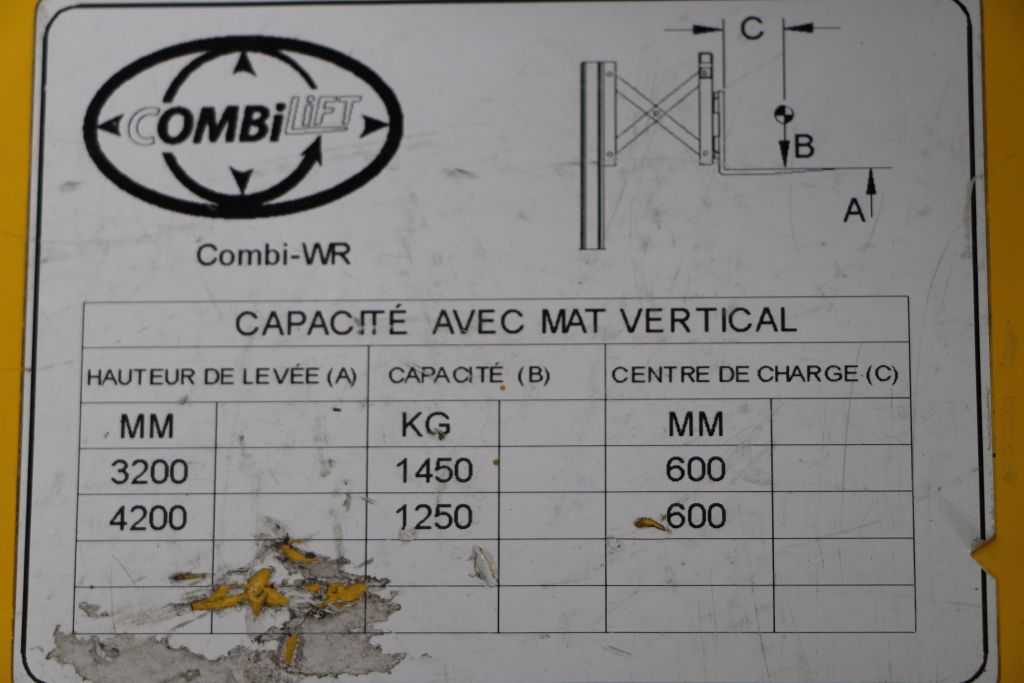 C
COMBiLiFT
B
A
Combi-WR
CAPACITÉ AVEC MAT VERTICAL
HAUTEUR DE LEVÉE (A) CAPACITÉ (B) CENTRE DE CHARGE (C)
MM KG MM
3200 1450 600
4200 1250 600